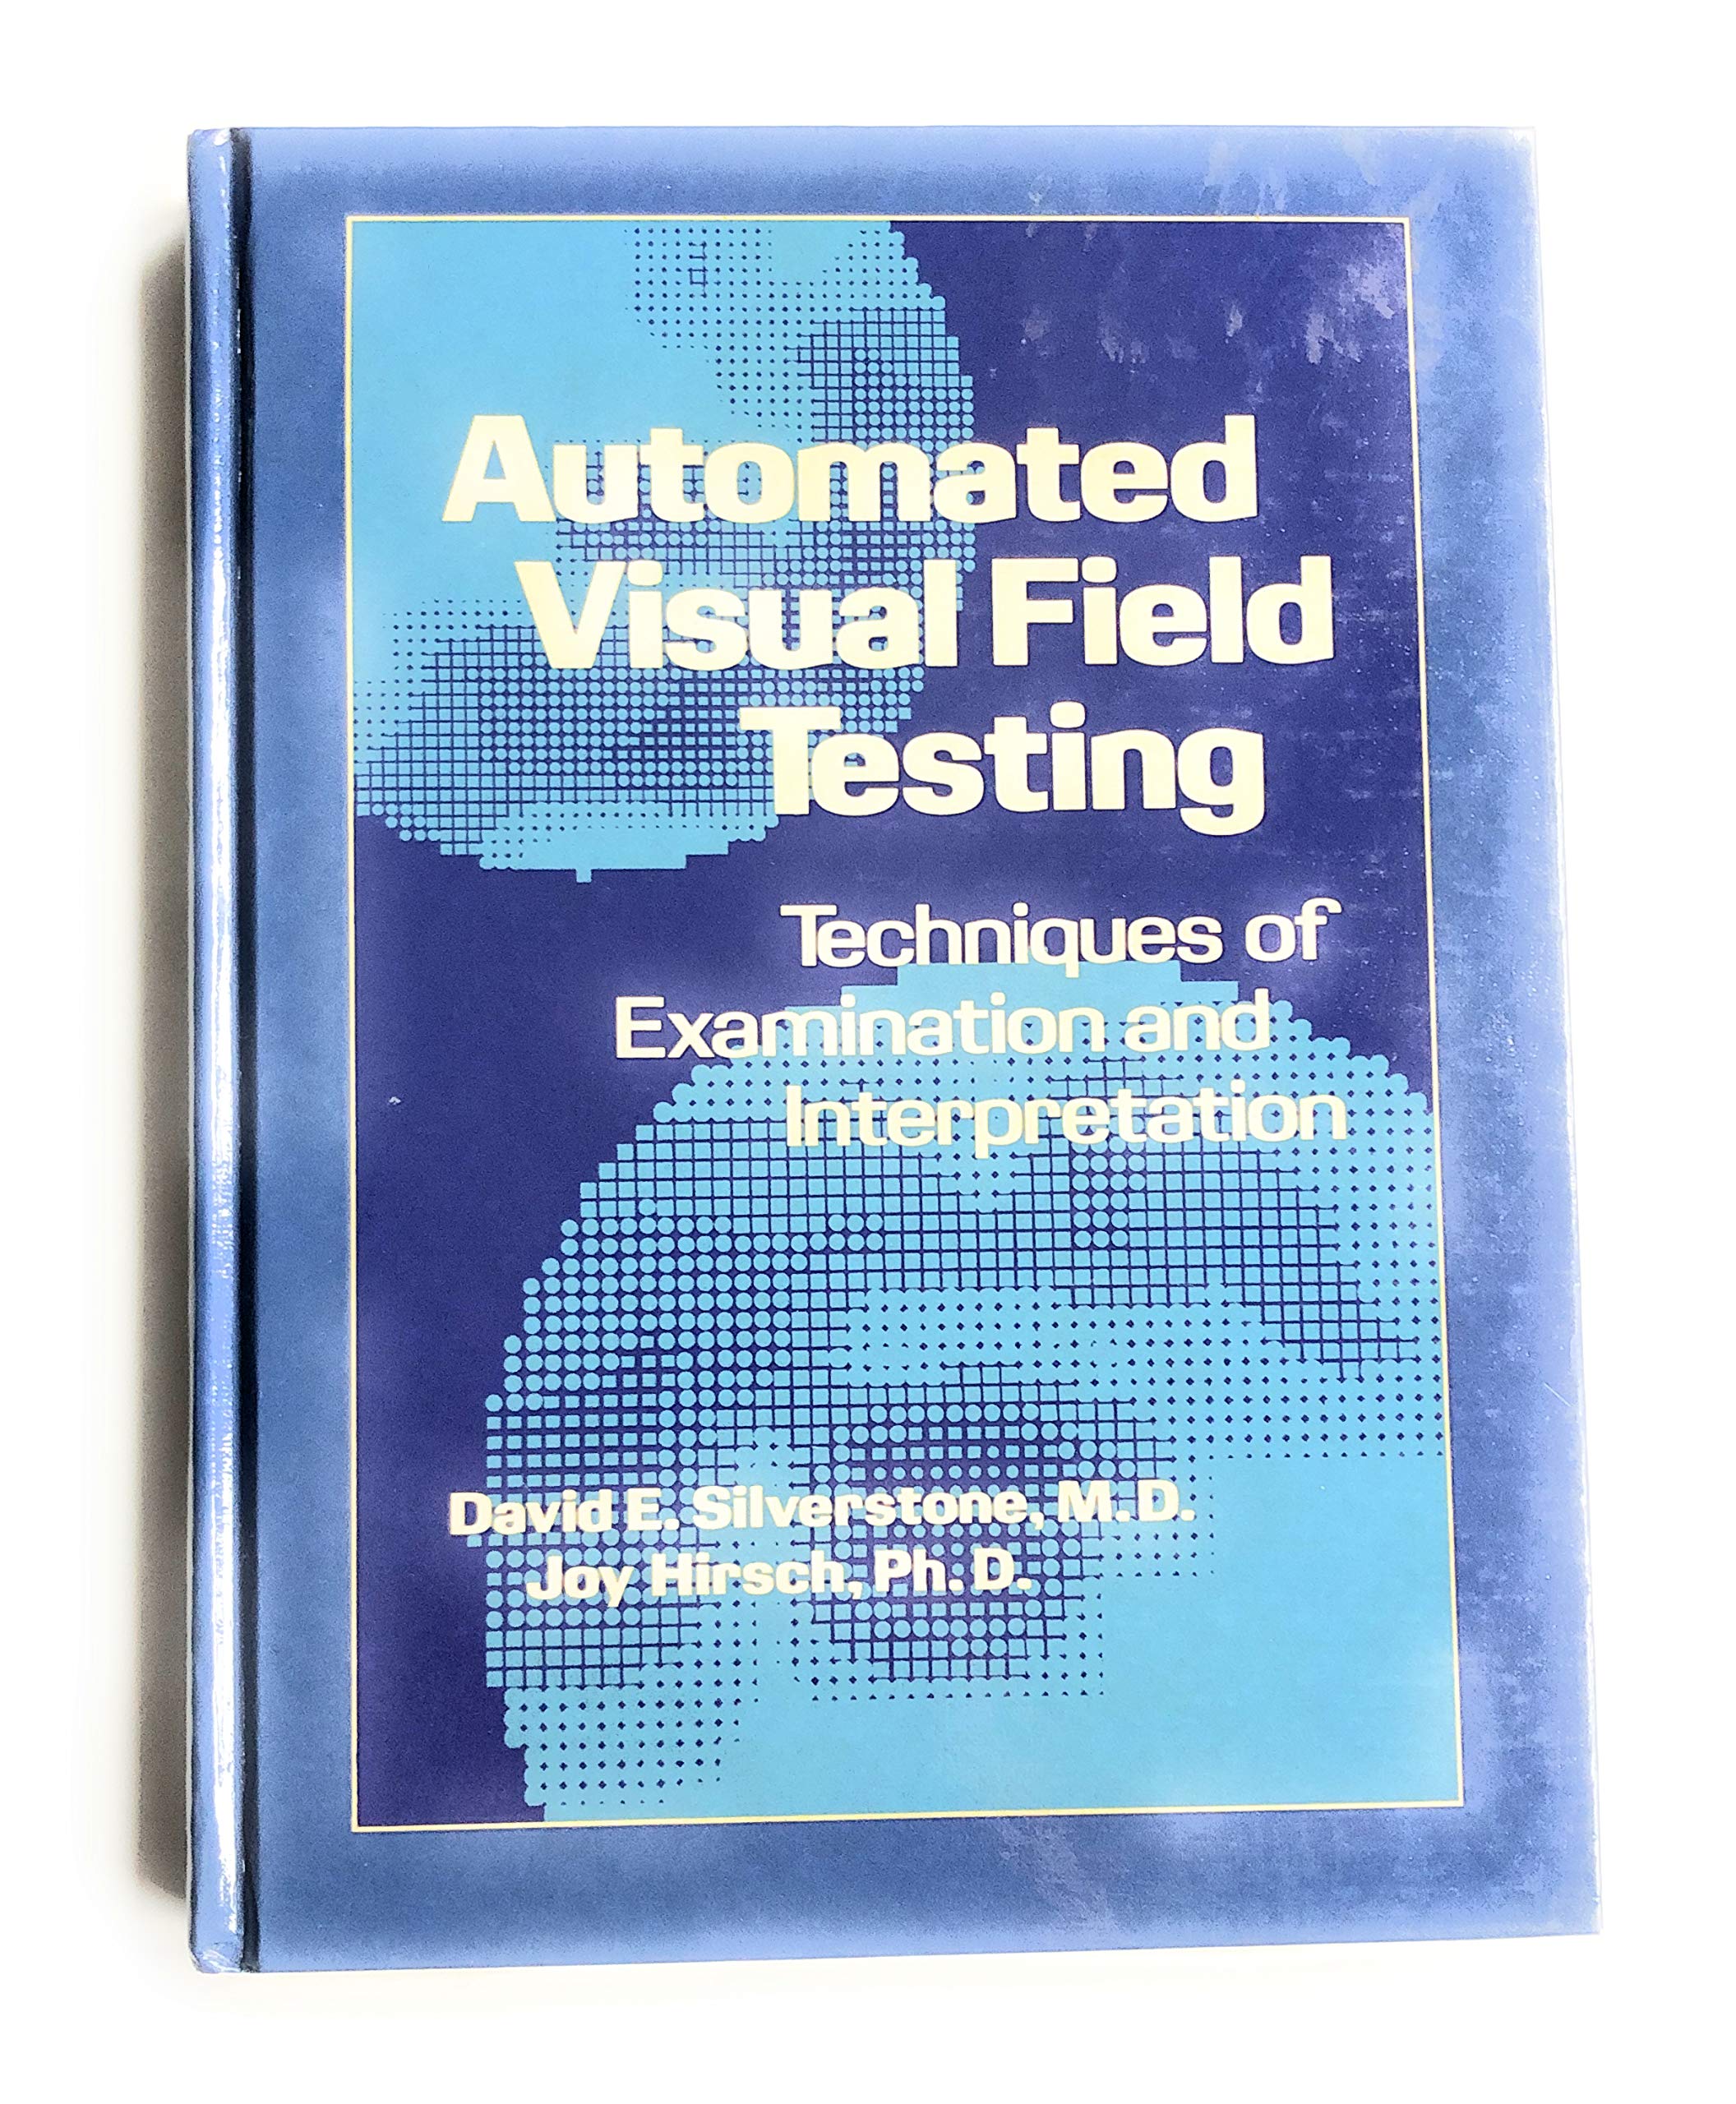 Automated
Visual Field
Testing
Techniques of
Examination and
Interpretation
David E. Silverstone, M.D.
Joy Hirsch, Ph. D.